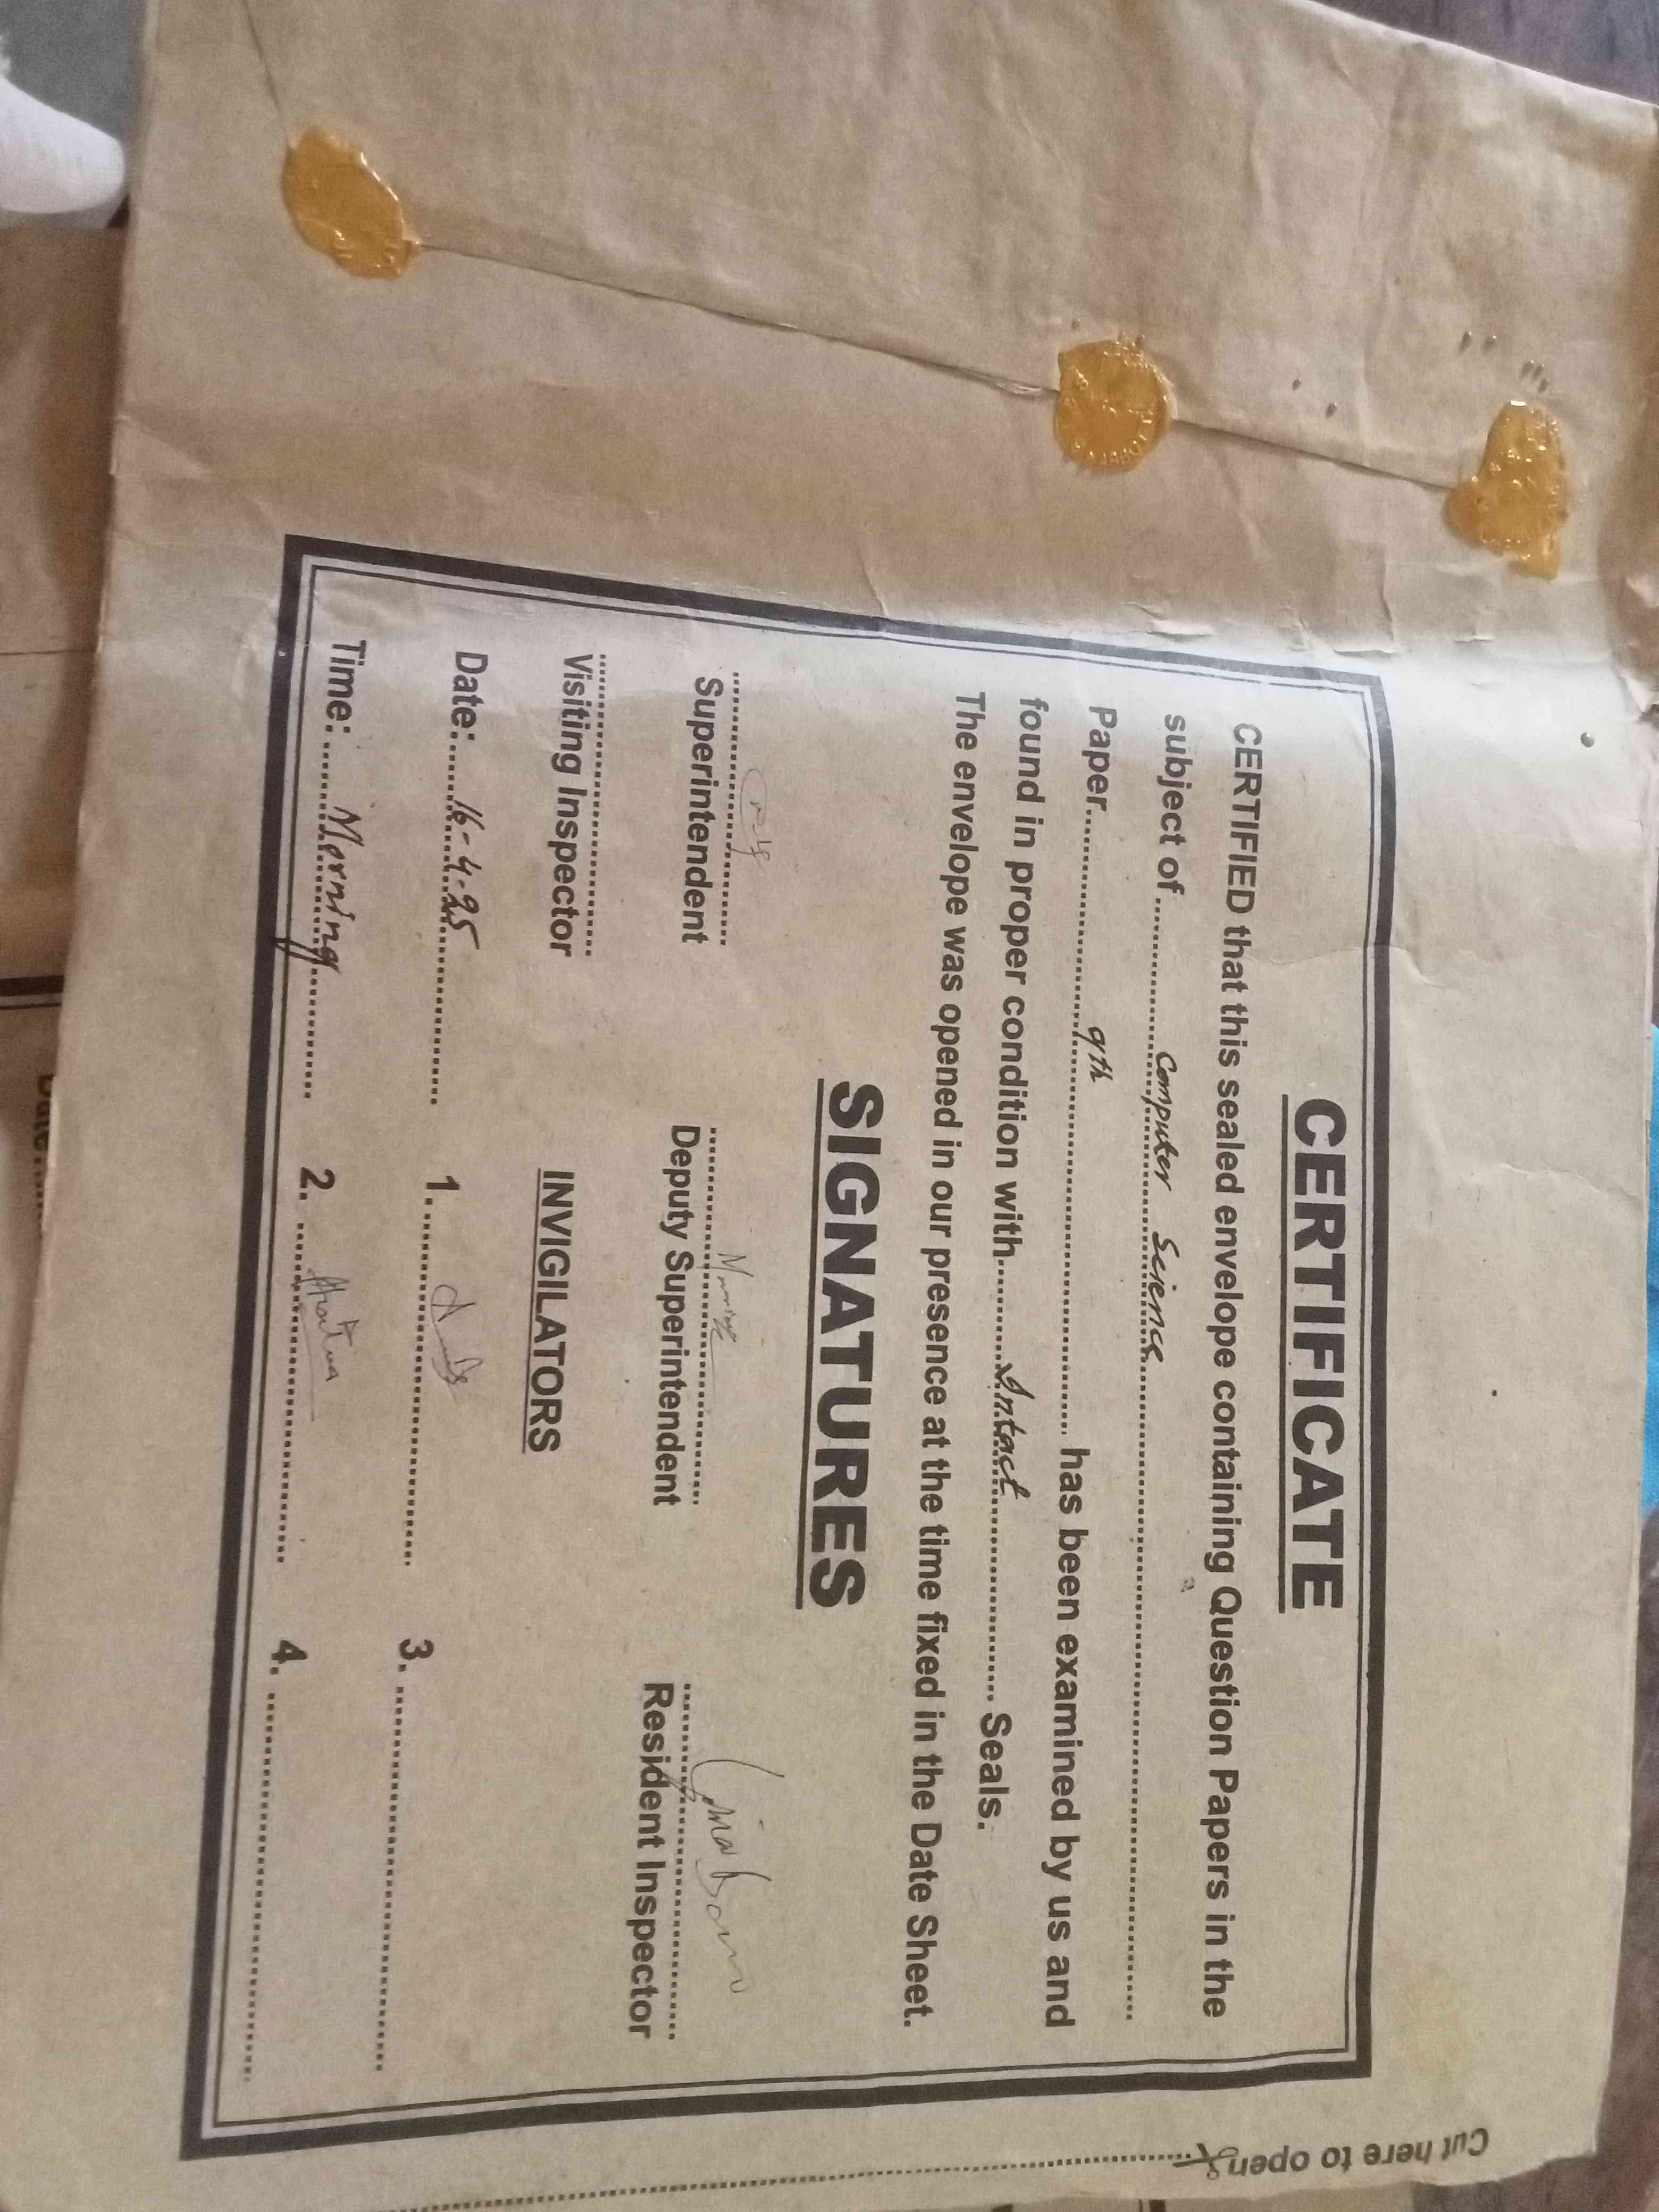 CERTIFICATE
CERTIFIED that this sealed envelope containing Question Papers in the
subject of.......... Computer Science ..........
Paper.......... 9th .......... has been examined by us and
found in proper condition with.......... Intact .......... Seals.
The envelope was opened in our presence at the time fixed in the Date Sheet.
SIGNATURES
Superintendent Deputy Superintendent Resident Inspector
Visiting Inspector INVIGILATORS
Date:..... 16-4-25 .......... 1. .......... 3. ..........
Time:..... Morning .......... 2. .......... 4. ..........
Cut here to open